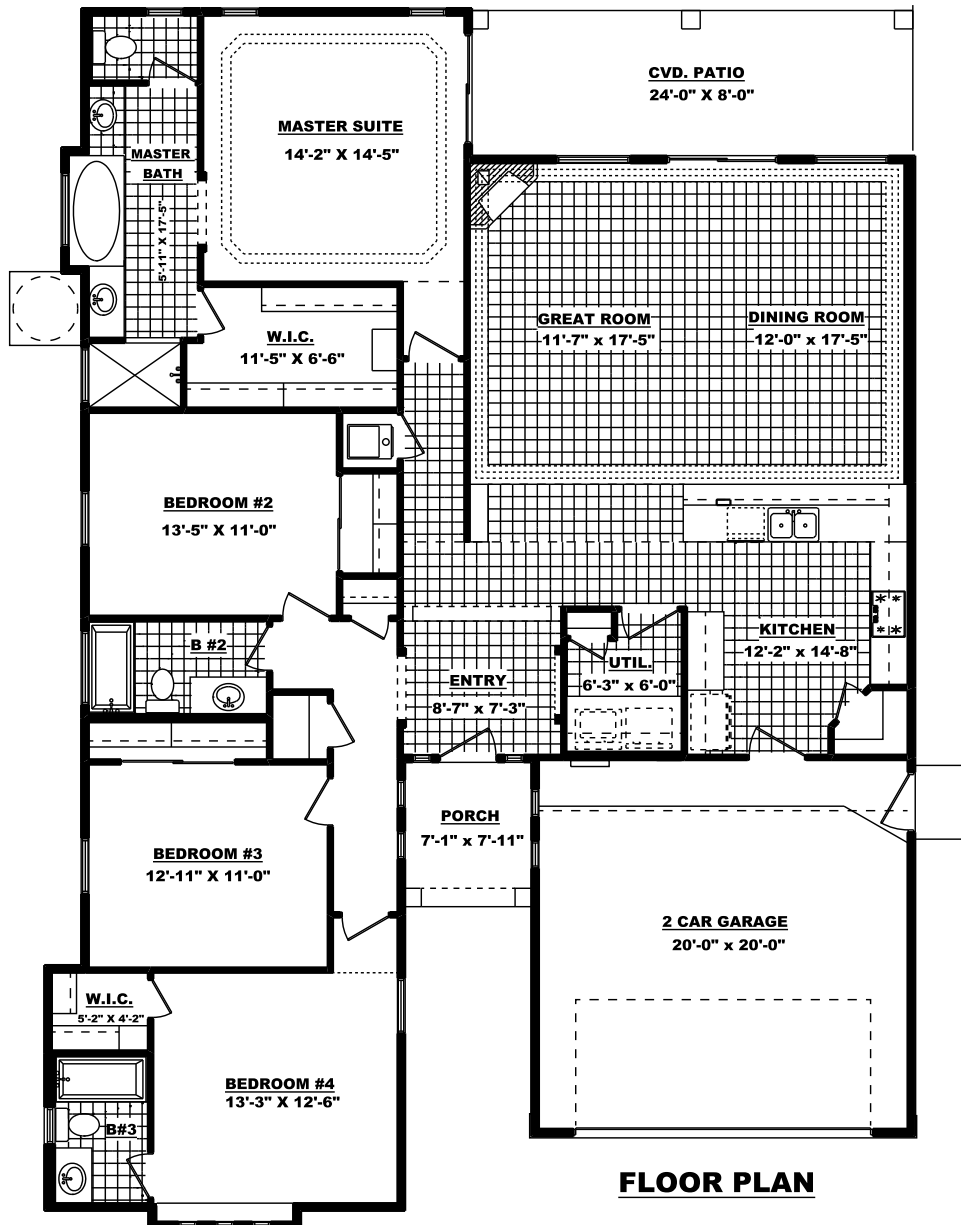 CVD. PATIO
24'-0" X 8'-0"
MASTER SUITE
14'-2" X 14'-5"
MASTER
BATH
5'-11" X 17'-5"
GREAT ROOM
11'-7" x 17'-5"
DINING ROOM
12'-0" x 17'-5"
W.I.C.
11'-5" X 6'-6"
BEDROOM #2
13'-5" X 11'-0"
B #2
ENTRY
8'-7" x 7'-3"
UTIL.
6'-3" x 6'-0"
KITCHEN
12'-2" x 14'-8"
PORCH
7'-1" x 7'-11"
BEDROOM #3
12'-11" X 11'-0"
2 CAR GARAGE
20'-0" x 20'-0"
W.I.C.
5'-2" X 4'-2"
BEDROOM #4
13'-3" X 12'-6"
B#3
FLOOR PLAN